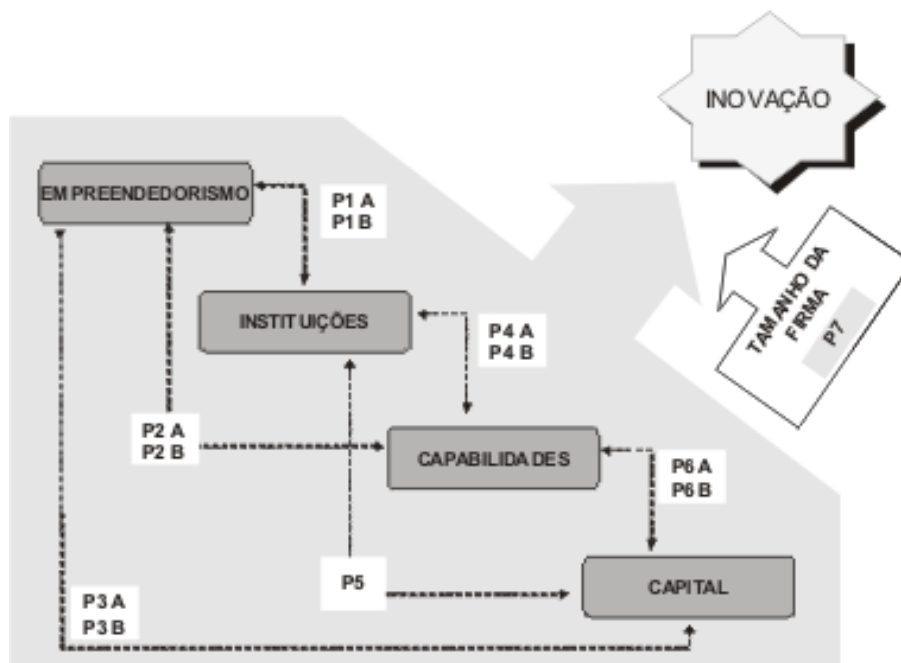 INOVAÇÃO
EMPREENDEDORISMO
P1 A
P1 B
TAMANHO DA
FIRMA
P7
INSTITUIÇÕES
P4 A
P4 B
P2 A
P2 B
CAPABILIDADES
P6 A
P6 B
P5
CAPITAL
P3 A
P3 B